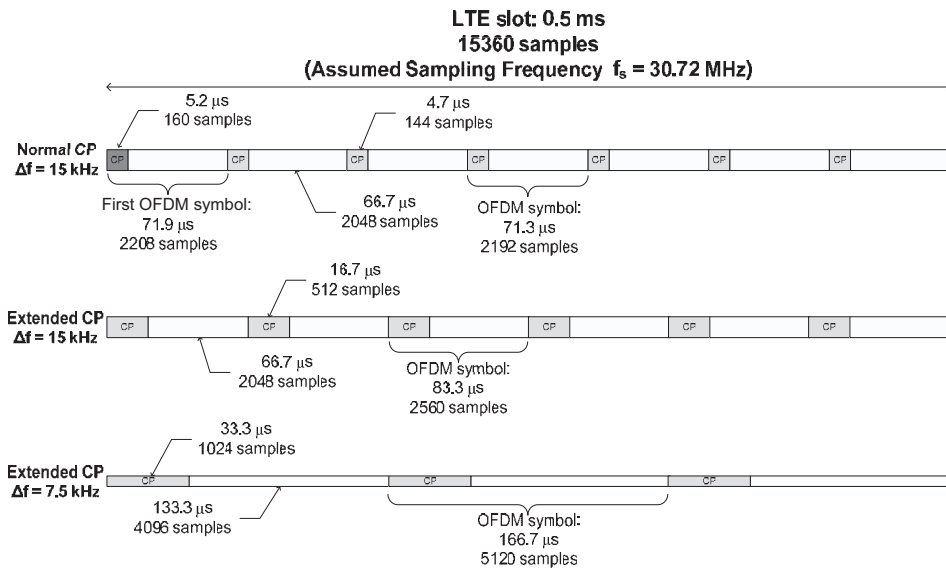 LTE slot: 0.5 ms
15360 samples
(Assumed Sampling Frequency fs = 30.72 MHz)
5.2 μs
160 samples
4.7 μs
144 samples
Normal CP
Δf = 15 kHz
CP CP CP CP CP CP CP
First OFDM symbol:
71.9 μs
2208 samples
66.7 μs
2048 samples
OFDM symbol:
71.3 μs
2192 samples
16.7 μs
512 samples
Extended CP
Δf = 15 kHz
CP CP CP CP CP CP
66.7 μs
2048 samples
OFDM symbol:
83.3 μs
2560 samples
33.3 μs
1024 samples
Extended CP
Δf = 7.5 kHz
CP CP CP
133.3 μs
4096 samples
OFDM symbol:
166.7 μs
5120 samples